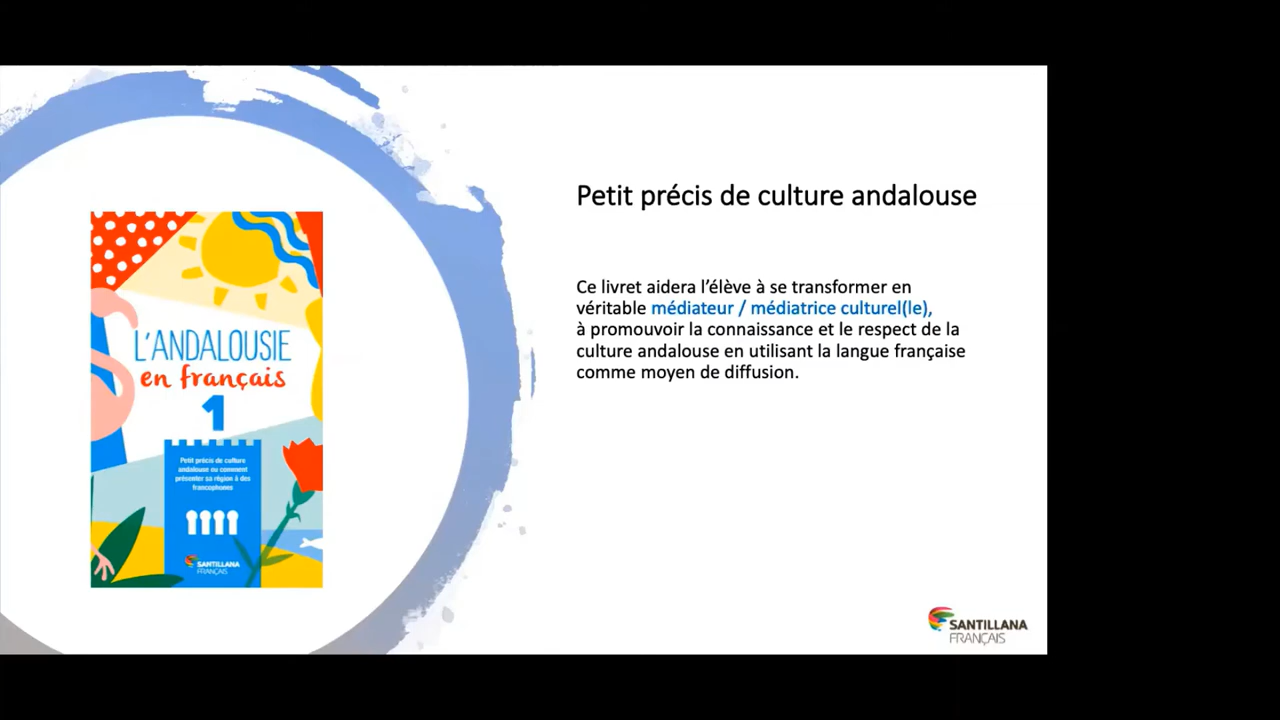 Petit précis de culture andalouse
Ce livret aidera l’élève à se transformer en
véritable médiateur / médiatrice culturel(le),
à promouvoir la connaissance et le respect de la
culture andalouse en utilisant la langue française
comme moyen de diffusion.
L'ANDALOUSIE
en français
1
Petit précis de culture
andalouse ou comment
présenter sa région à des
francophones
SANTILLANA
FRANÇAIS
SANTILLANA
FRANÇAIS